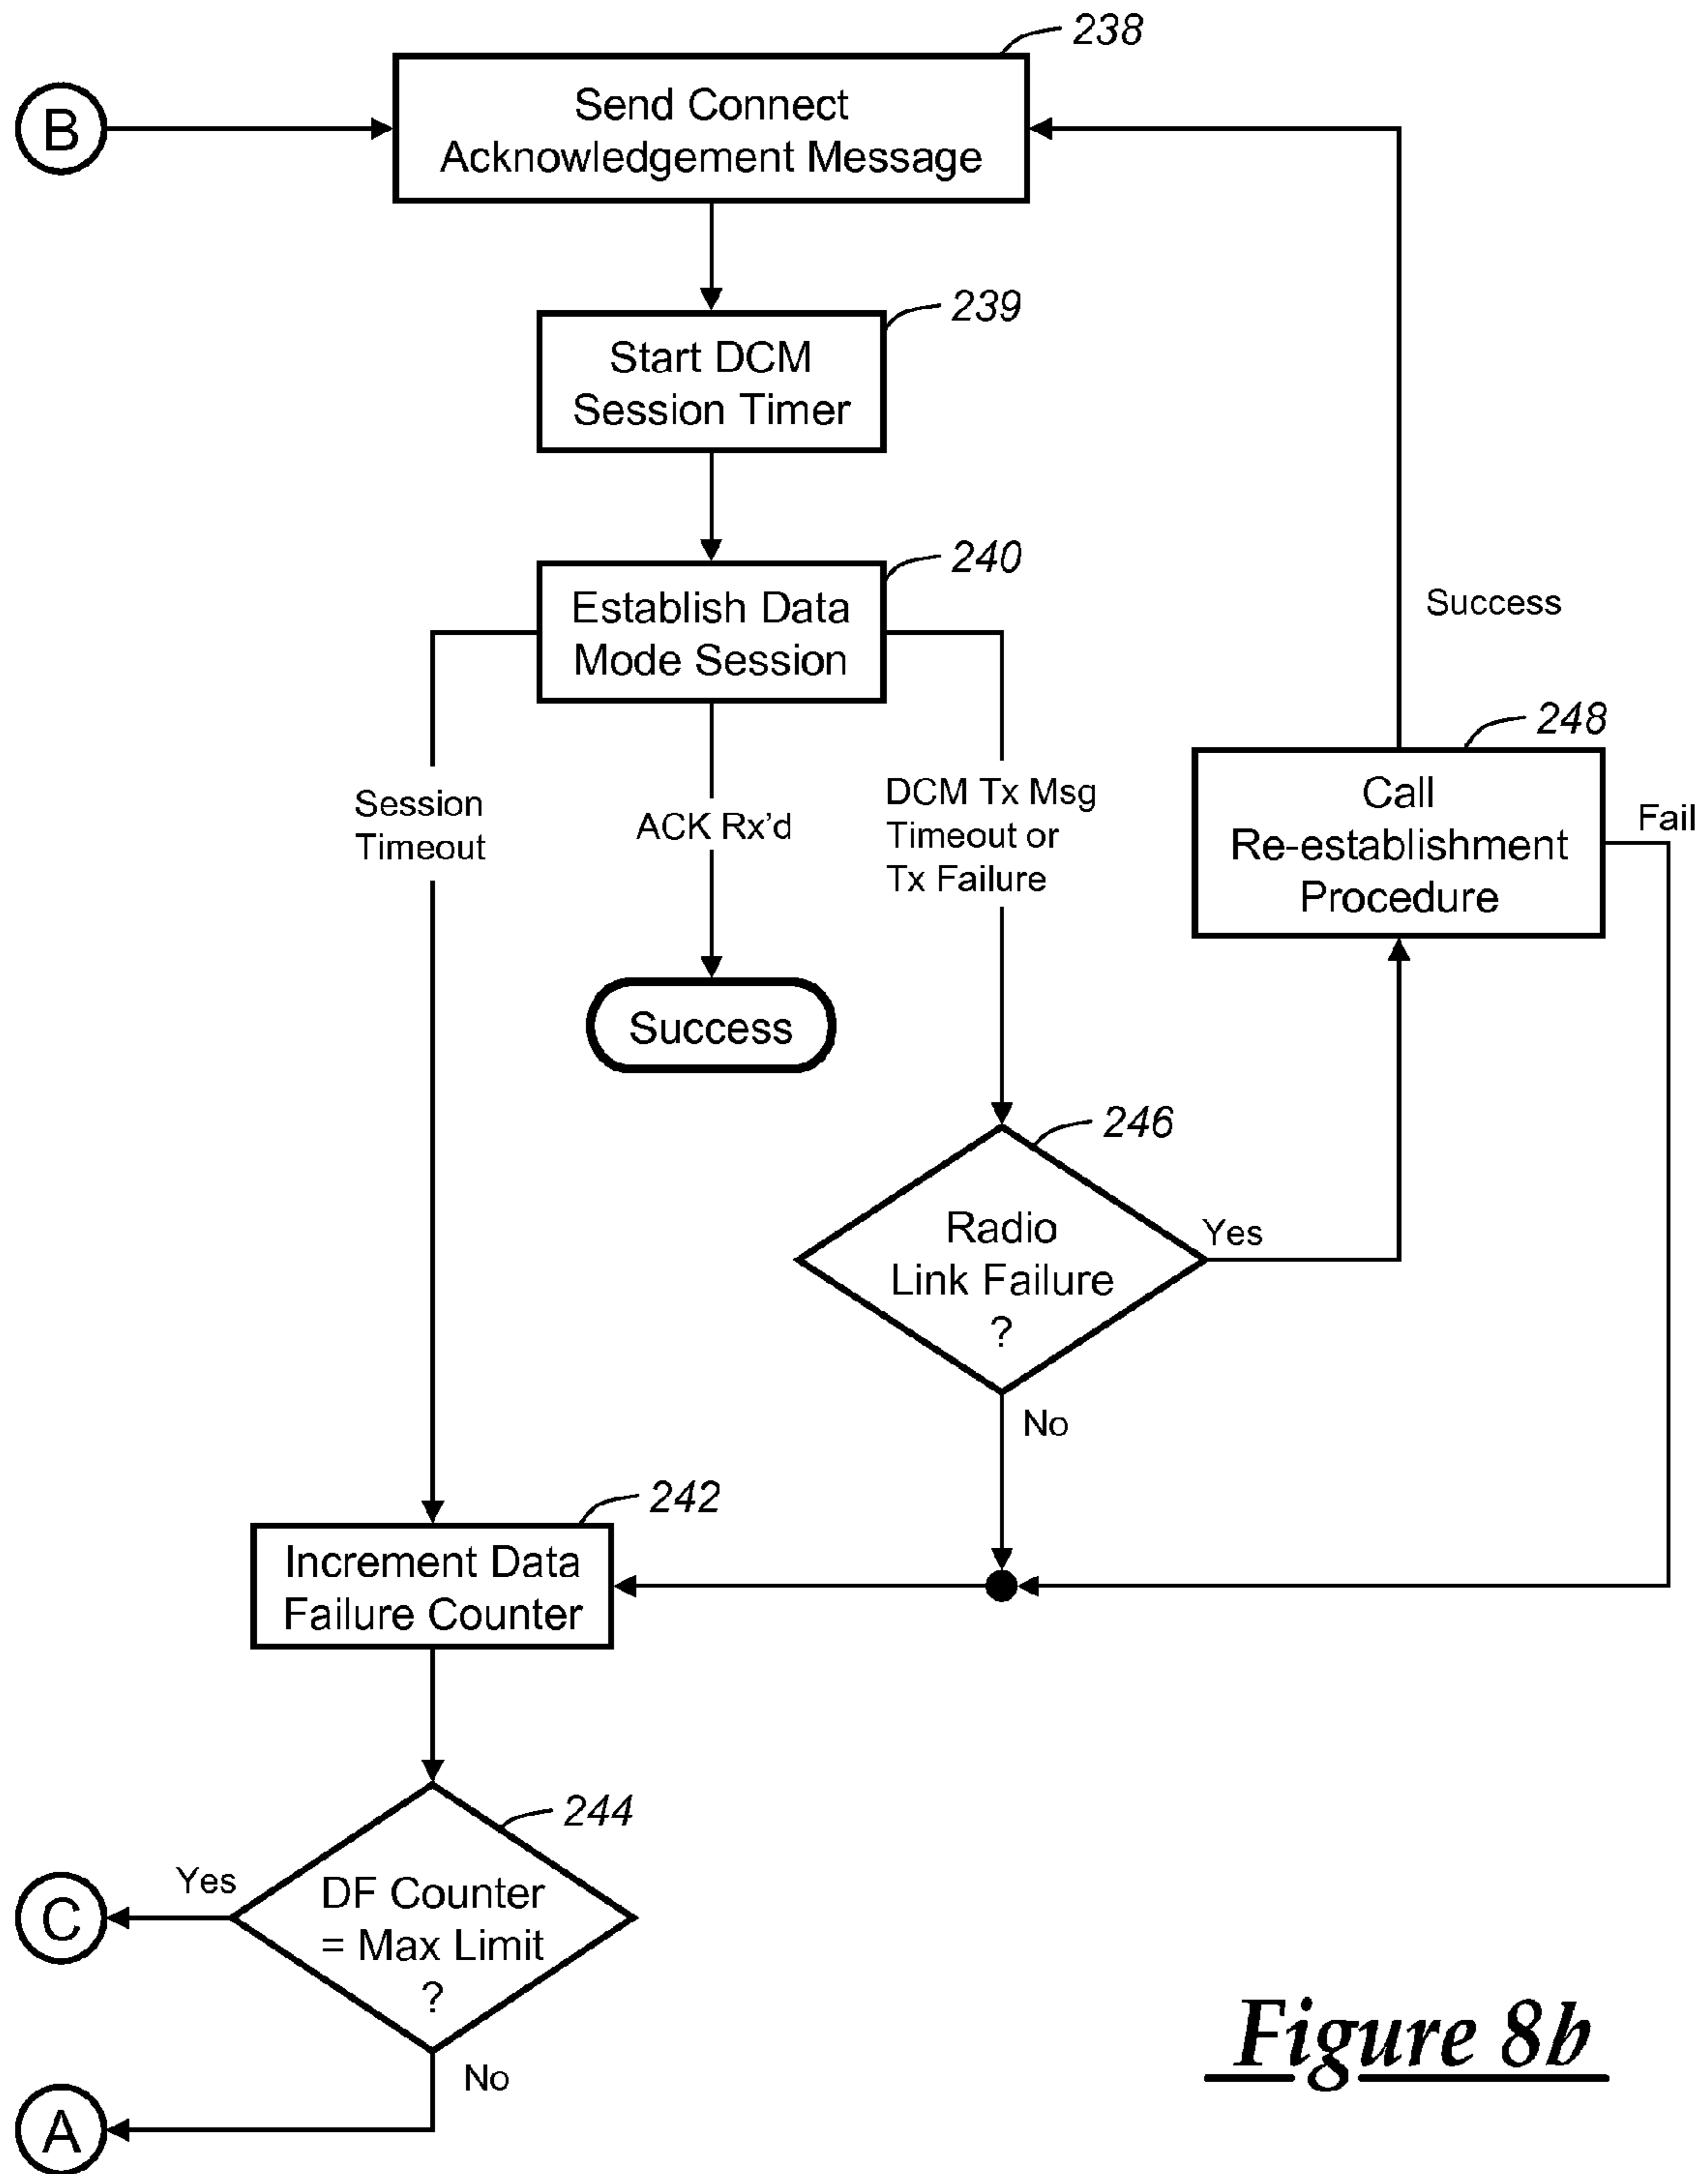 238
B
Send Connect
Acknowledgement Message
239
Start DCM
Session Timer
240
Establish Data
Mode Session
Success
248
Call
Re-establishment
Procedure
Fail
Session
Timeout
ACK Rx'd
DCM Tx Msg
Timeout or
Tx Failure
Success
246
Radio
Link Failure
?
Yes
No
242
Increment Data
Failure Counter
244
DF Counter
= Max Limit
?
Yes
C
No
A
Figure 8b